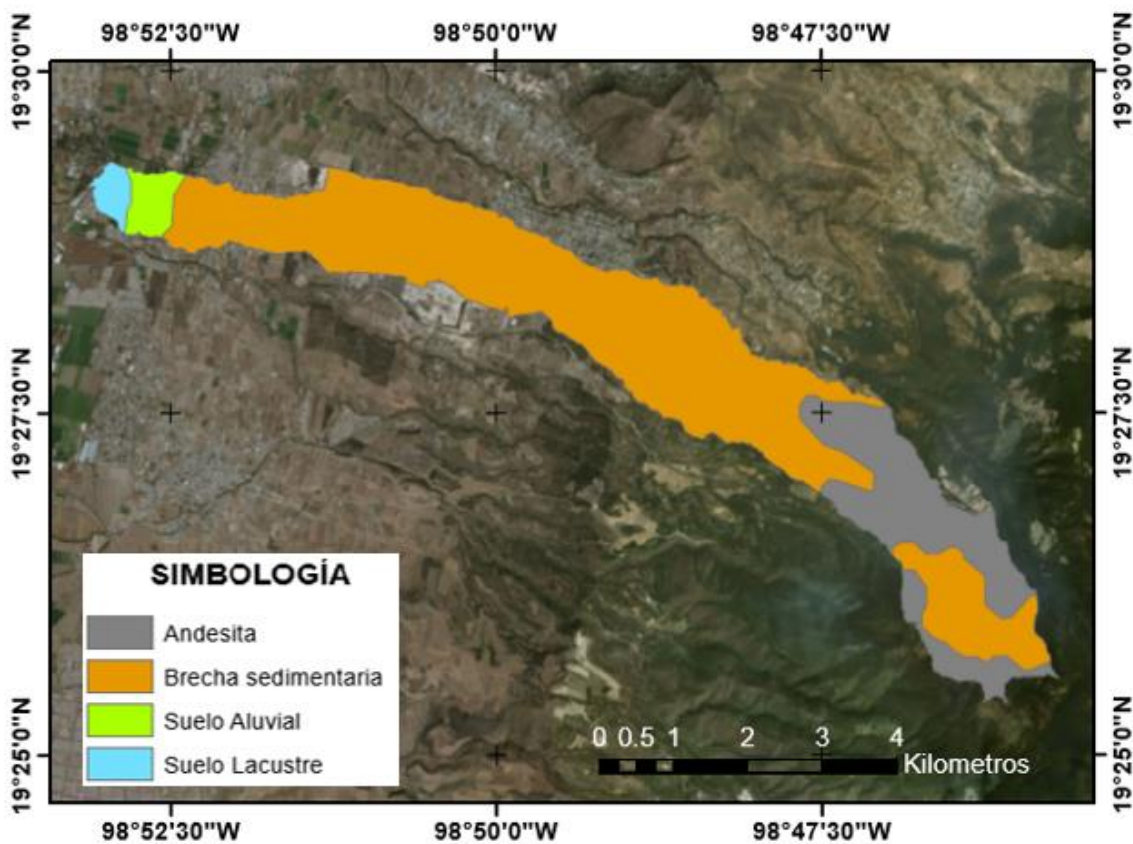 98°52'30"W 98°50'0"W 98°47'30"W
19°30'0"N 19°30'0"N
19°27'30"N 19°27'30"N
SIMBOLOGÍA
Andesita
Brecha sedimentaria
Suelo Aluvial
Suelo Lacustre
0 0.5 1 2 3 4
Kilometros
19°25'0"N 19°25'0"N
98°52'30"W 98°50'0"W 98°47'30"W